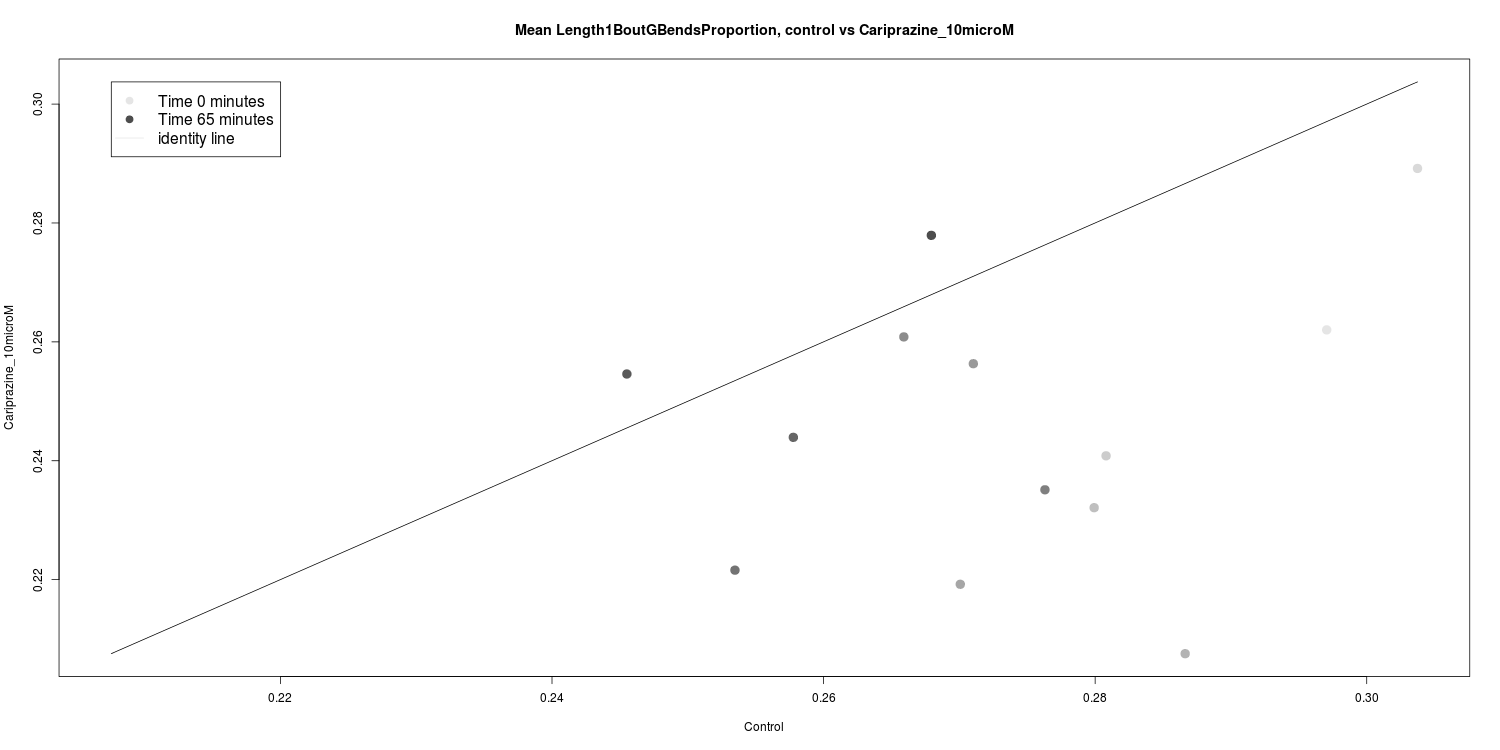 Mean Length1BoutGBendsProportion, control vs Cariprazine_10microM
Time 0 minutes
Time 65 minutes
identity line
Cariprazine_10microM
0.30
0.28
0.26
0.24
0.22
0.22
0.24
0.26
0.28
0.30
Control